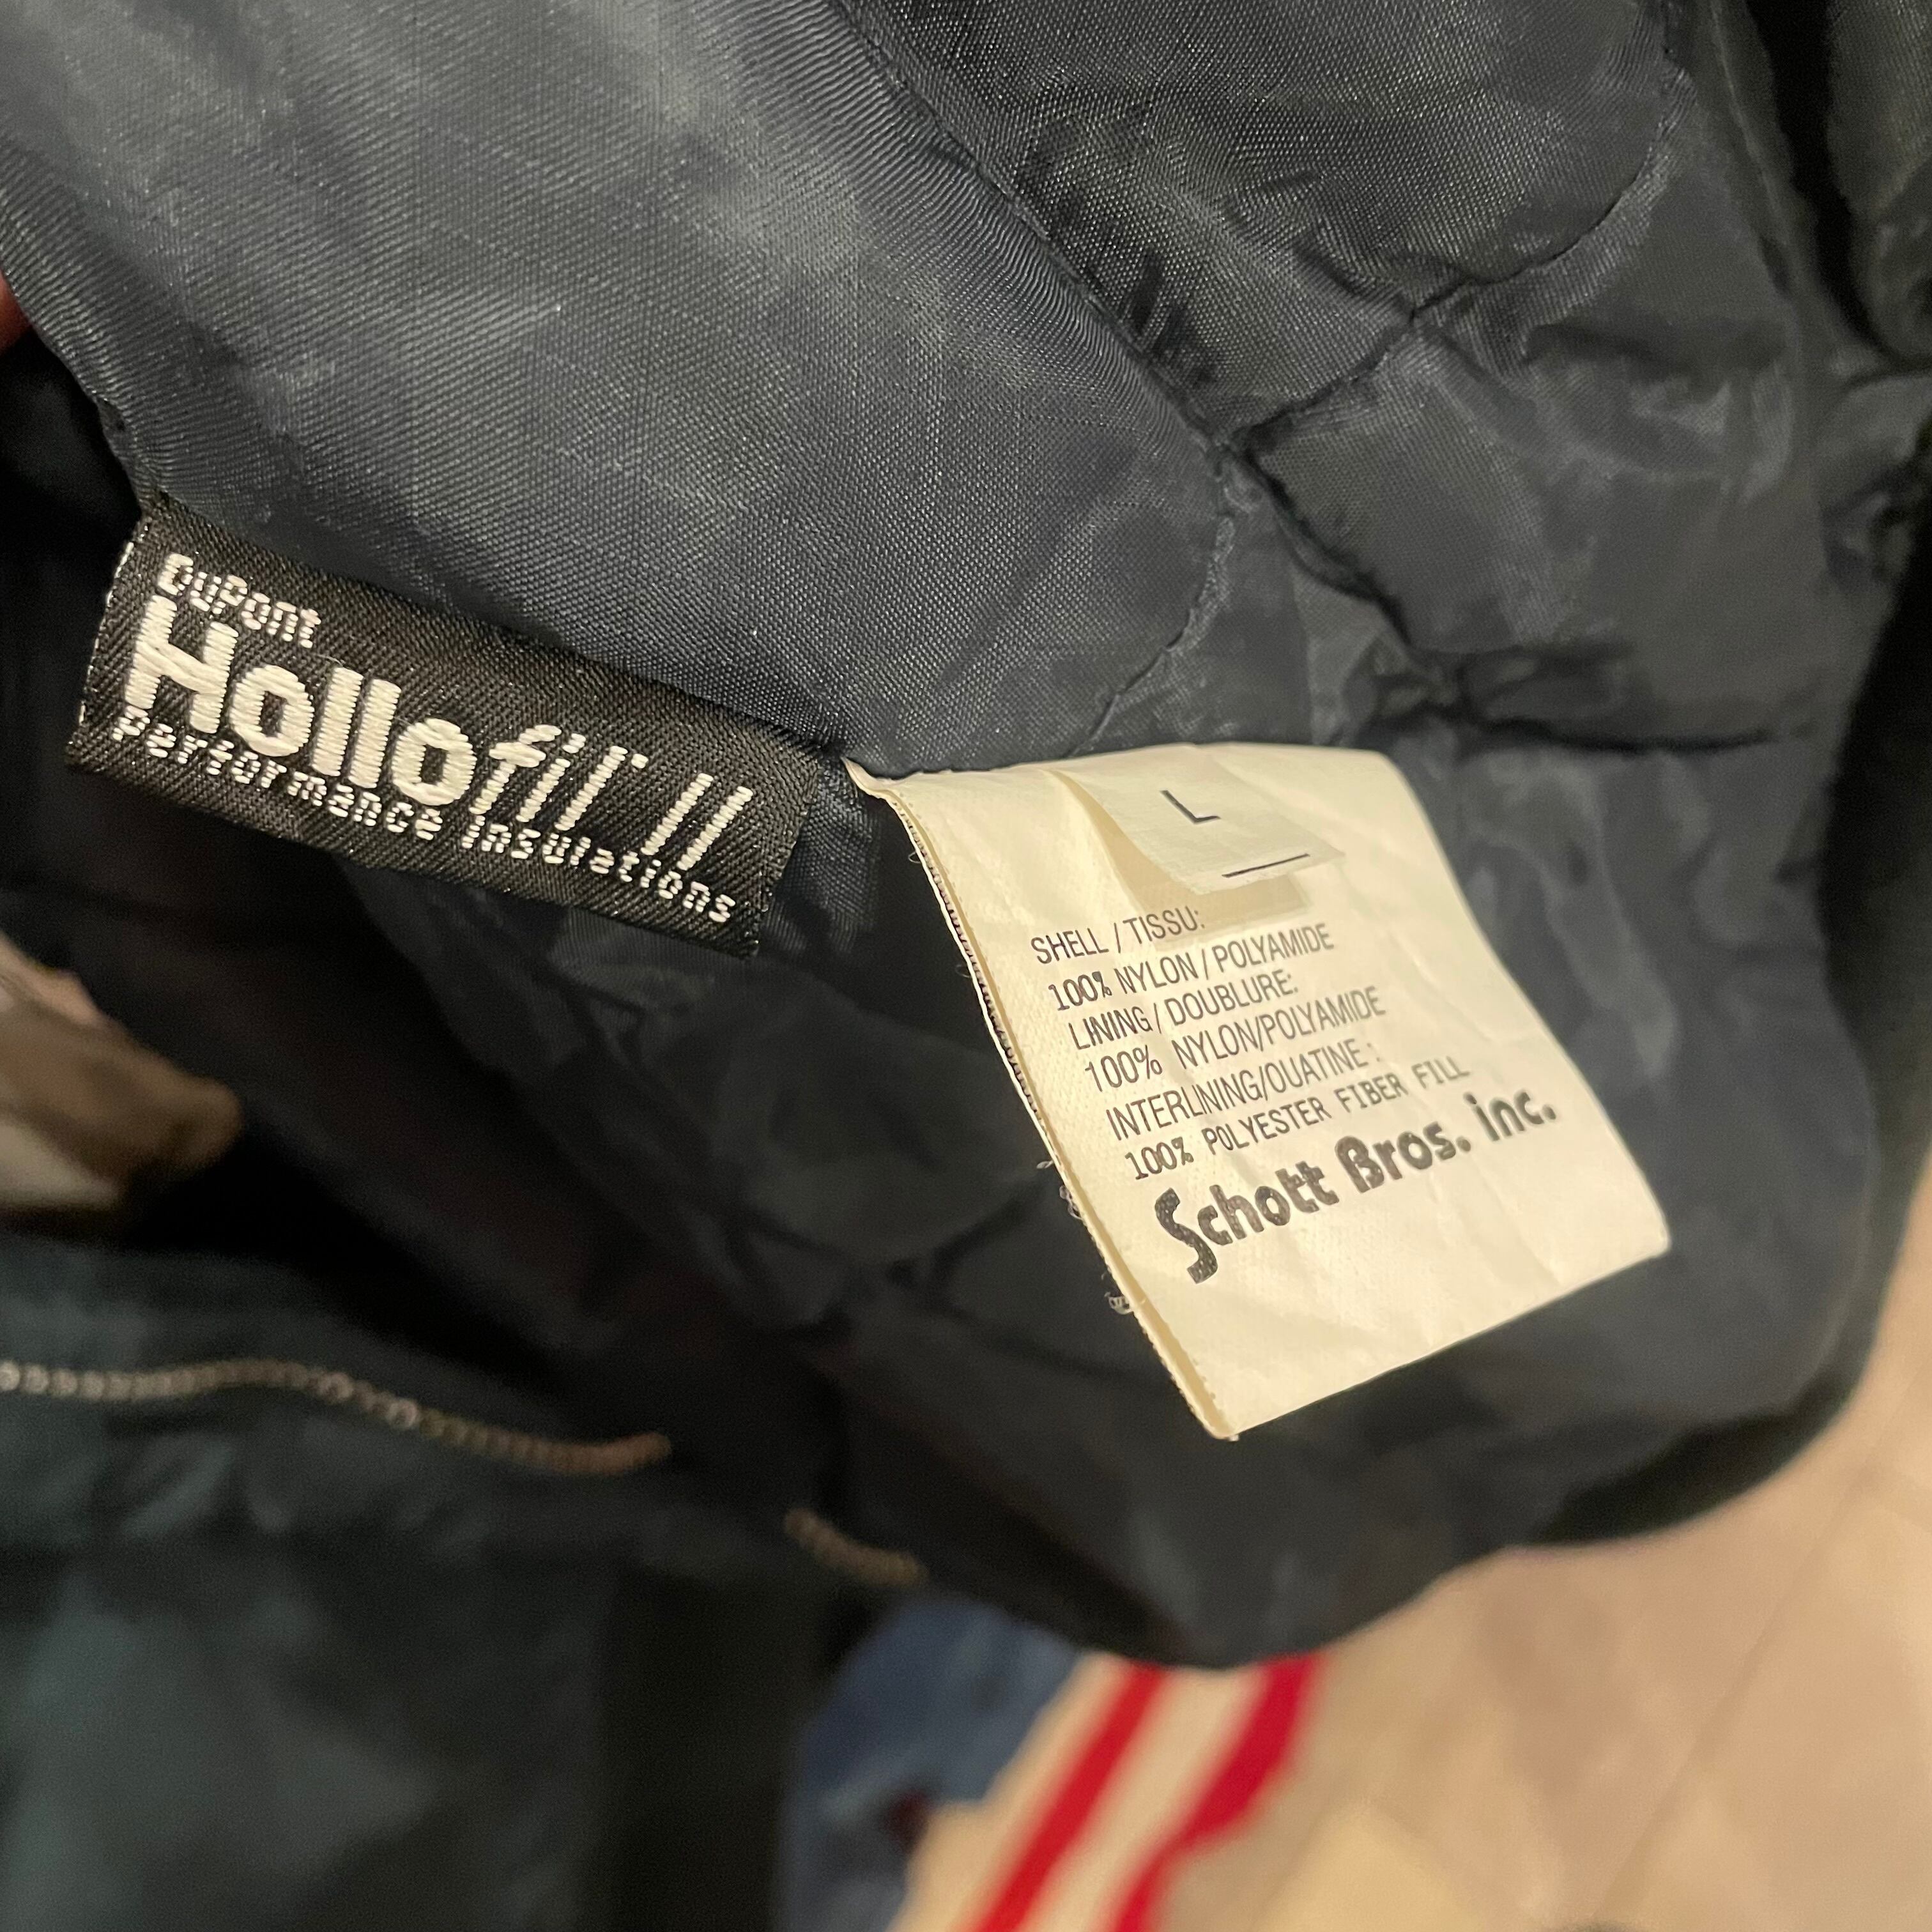 DuPont
Hollofil II
Performance Insulations
L
SHELL / TISSU:
100% NYLON / POLYAMIDE
LINING / DOUBLURE:
100% NYLON/POLYAMIDE
INTERLINING/OUATINE :
100% POLYESTER FIBER FILL
Schott Bros. inc.